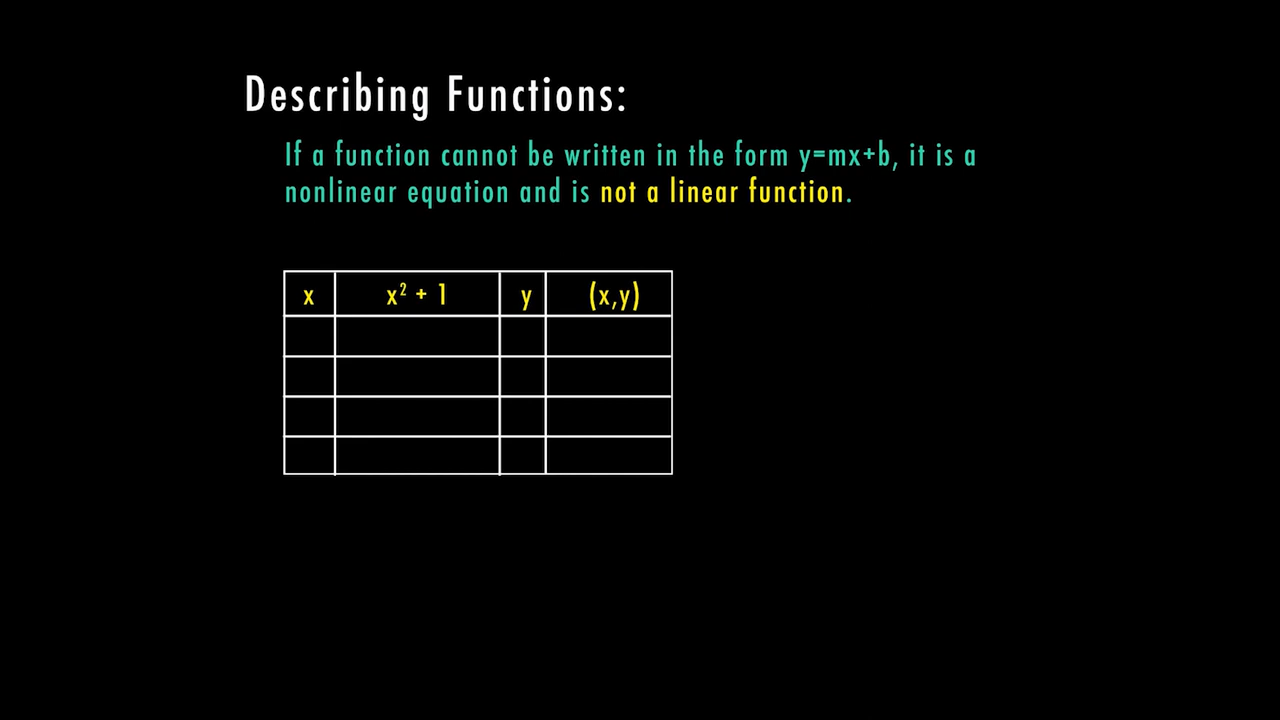 Describing Functions:
If a function cannot be written in the form y=mx+b, it is a
nonlinear equation and is not a linear function.
x x² + 1 y (x,y)